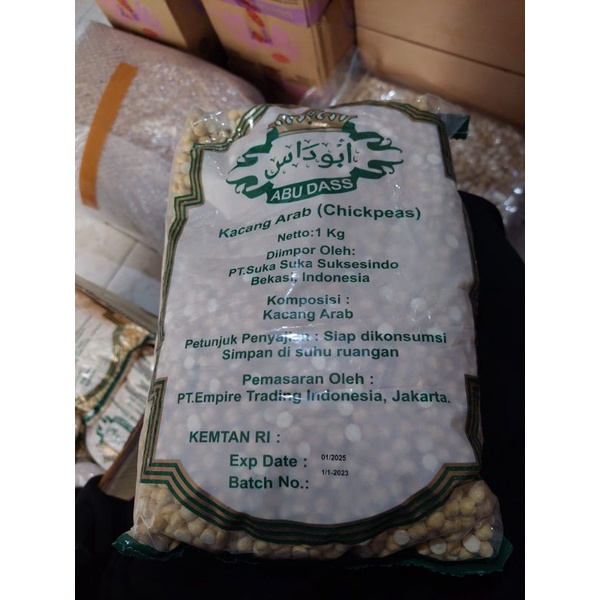 أبوداس
ABU DASS
Kacang Arab (Chickpeas)
Netto:1 Kg
Diimpor Oleh:
PT.Suka Suka Suksesindo
Bekasi, Indonesia
Komposisi :
Kacang Arab
Petunjuk Penyajian : Siap dikonsumsi
Simpan di suhu ruangan
Pemasaran Oleh :
PT.Empire Trading Indonesia, Jakarta.
KEMTAN RI :
Exp Date : 01/2025
Batch No.: 1/1-2023